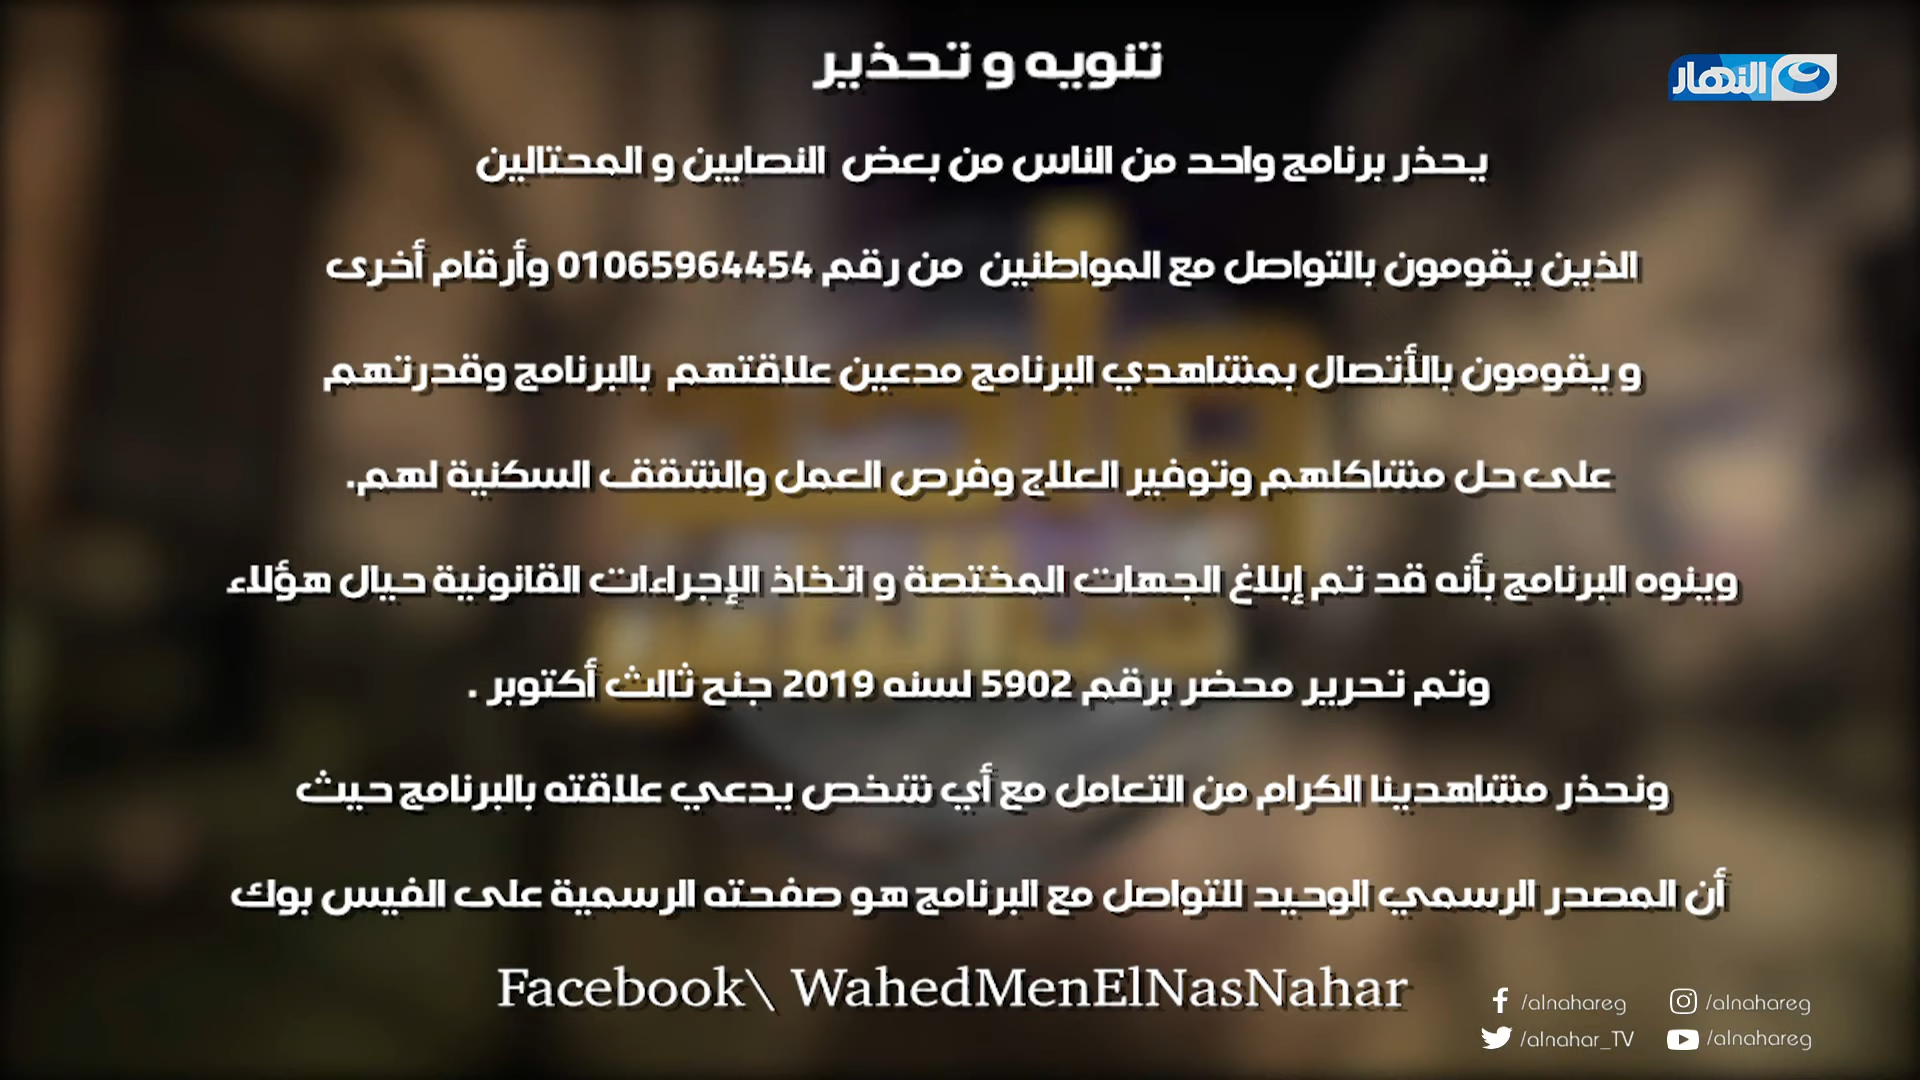 تنويه و تحذير
النهار
يحذر برنامج واحد من الناس من بعض النصابين و المحتالين
الذين يقومون بالتواصل مع المواطنين من رقم 01065964454 وأرقام أخرى
و يقومون بالأتصال بمشاهدي البرنامج مدعين علاقتهم بالبرنامج وقدرتهم
على حل مشاكلهم وتوفير العلاج وفرص العمل والشقق السكنية لهم.
وينوه البرنامج بأنه قد تم إبلاغ الجهات المختصة و اتخاذ الإجراءات القانونية حيال هؤلاء
وتم تحرير محضر برقم 5902 لسنه 2019 جنح ثالث أكتوبر .
ونحذر مشاهدينا الكرام من التعامل مع أي شخص يدعي علاقته بالبرنامج حيث
أن المصدر الرسمي الوحيد للتواصل مع البرنامج هو صفحته الرسمية على الفيس بوك
Facebook\ WahedMenElNasNahar
/alnahareg /alnahareg
/alnahar_TV /alnahareg